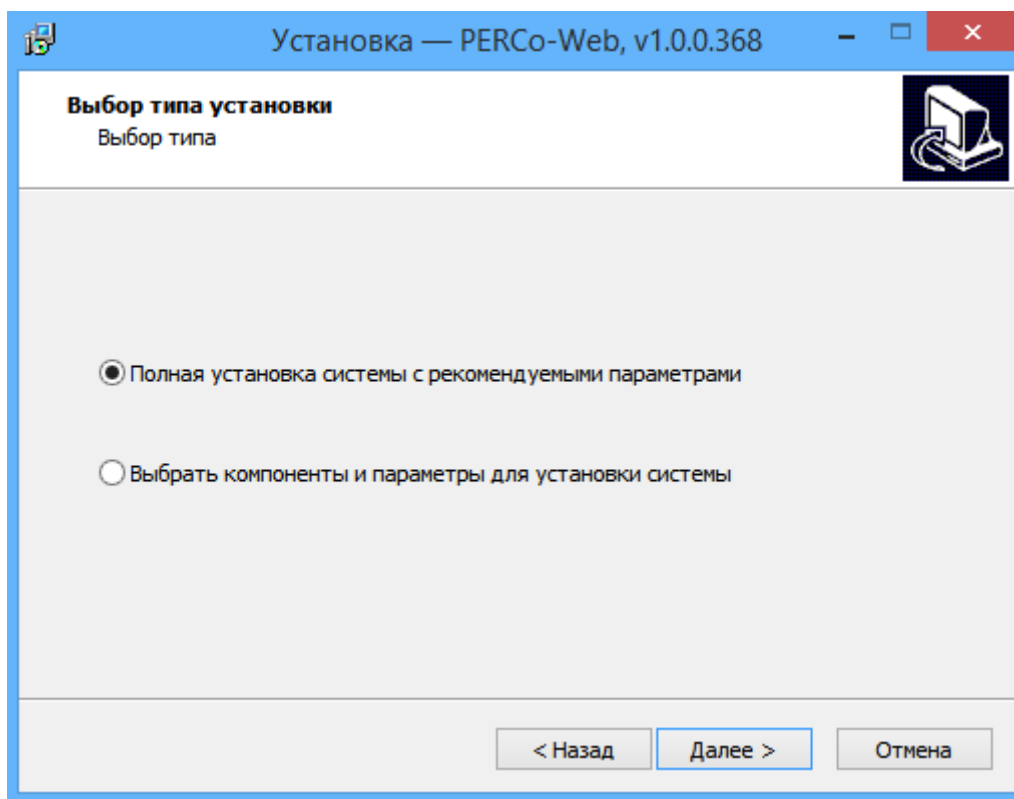 Установка — PERCo-Web, v1.0.0.368
Выбор типа установки
Выбор типа
Полная установка системы с рекомендуемыми параметрами
Выбрать компоненты и параметры для установки системы
< Назад
Далее >
Отмена